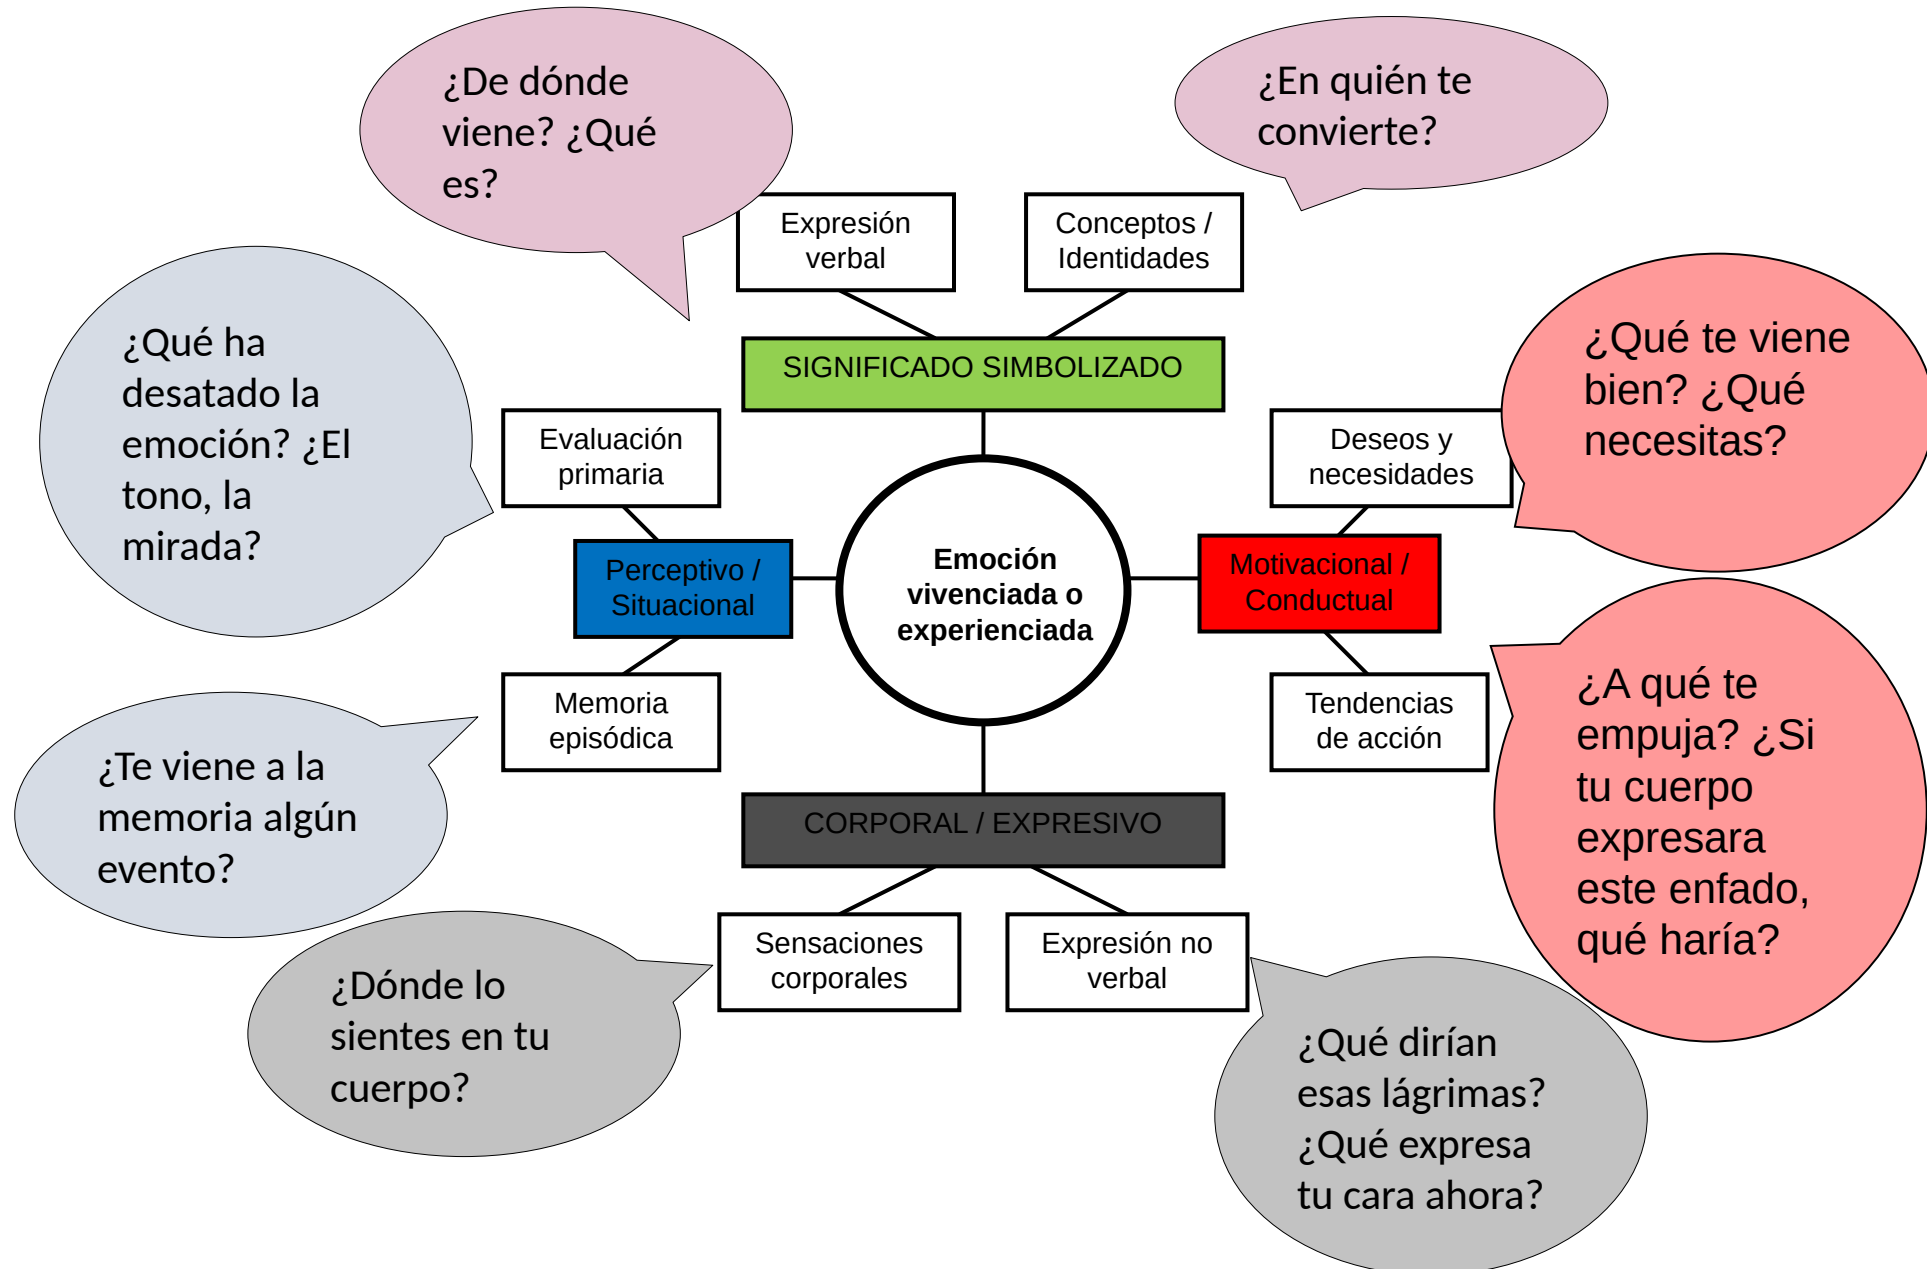 ¿De dónde
viene? ¿Qué
es?
¿En quién te
convierte?
Expresión
verbal
Conceptos /
Identidades
SIGNIFICADO SIMBOLIZADO
¿Qué ha
desatado la
emoción? ¿El
tono, la
mirada?
Evaluación
primaria
Deseos y
necesidades
¿Qué te viene
bien? ¿Qué
necesitas?
Perceptivo /
Situacional
Emoción
vivenciada o
experienciada
Motivacional /
Conductual
Memoria
episódica
Tendencias
de acción
¿Te viene a la
memoria algún
evento?
¿A qué te
empuja? ¿Si
tu cuerpo
expresara
este enfado,
qué haría?
CORPORAL / EXPRESIVO
Sensaciones
corporales
Expresión no
verbal
¿Dónde lo
sientes en tu
cuerpo?
¿Qué dirían
esas lágrimas?
¿Qué expresa
tu cara ahora?